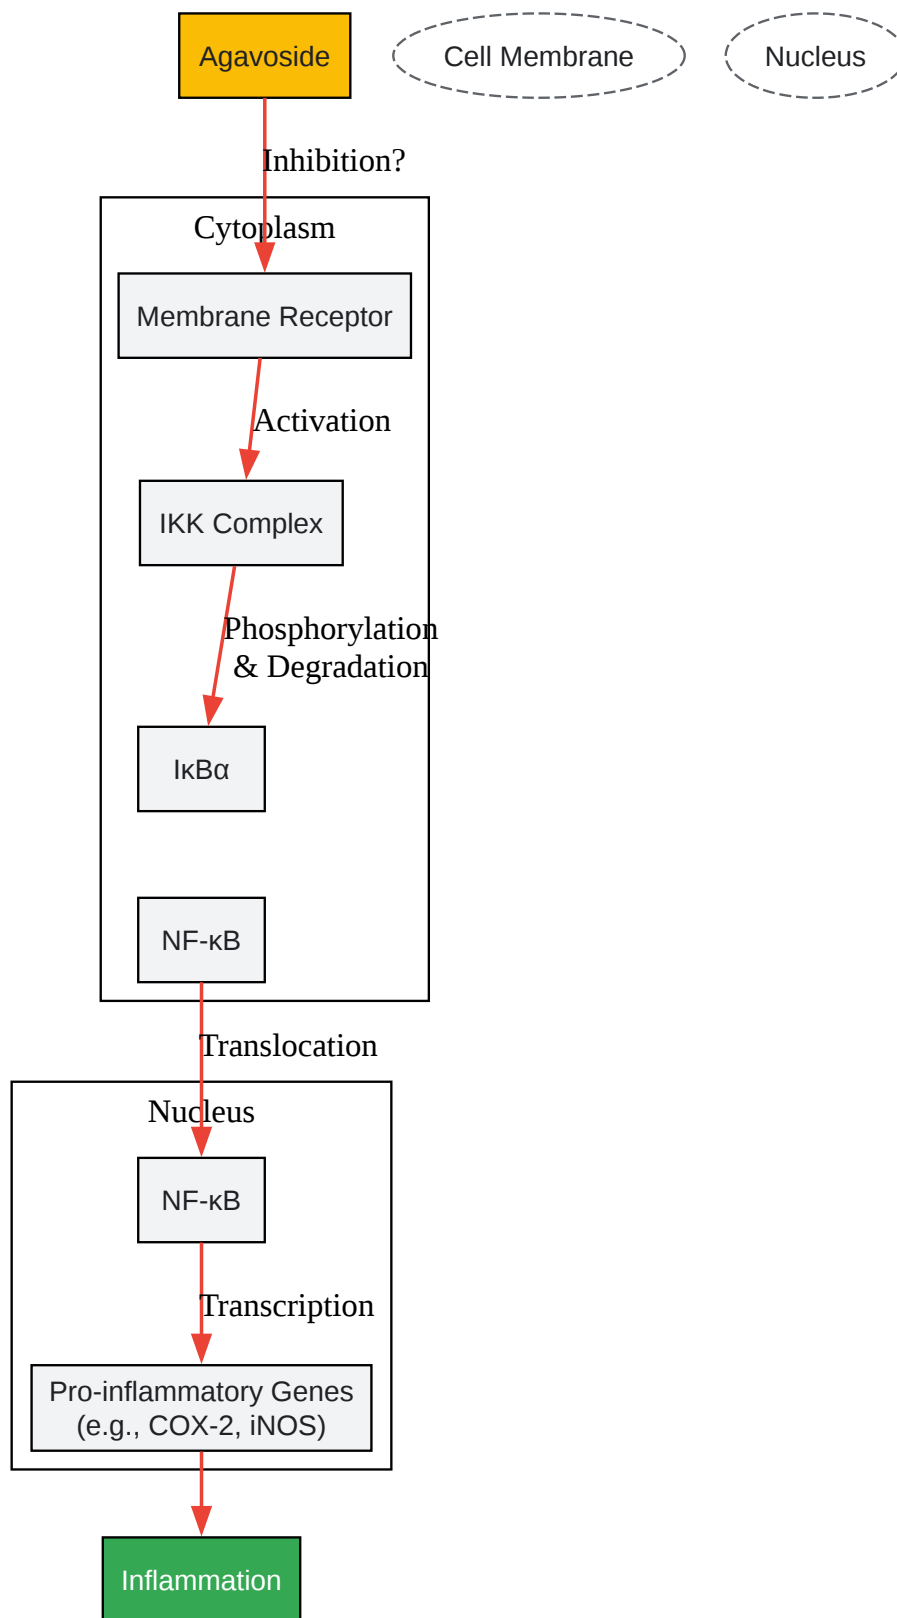 Agavoside
Cell Membrane
Nucleus
Inhibition?
Cytoplasm
Membrane Receptor
Activation
IKK Complex
Phosphorylation
& Degradation
IκBα
NF-κB
Translocation
Nucleus
NF-κB
Transcription
Pro-inflammatory Genes
(e.g., COX-2, iNOS)
Inflammation